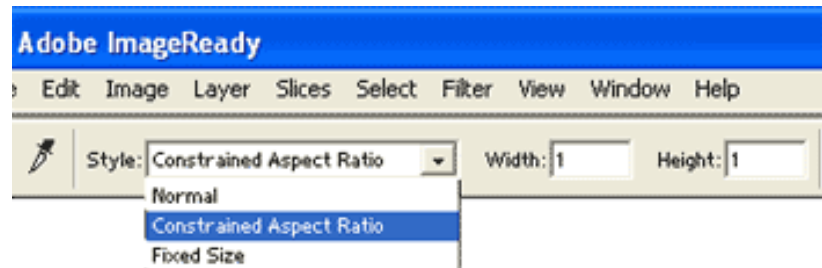 Adobe ImageReady
Edit Image Layer Slices Select Filter View Window Help
Style: Constrained Aspect Ratio Width: 1 Height: 1
Normal
Constrained Aspect Ratio
Fixed Size